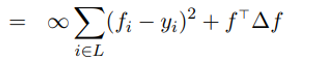 = ∞ ∑_{i∈L} (f_i − y_i)² + f^⊤ Δ f